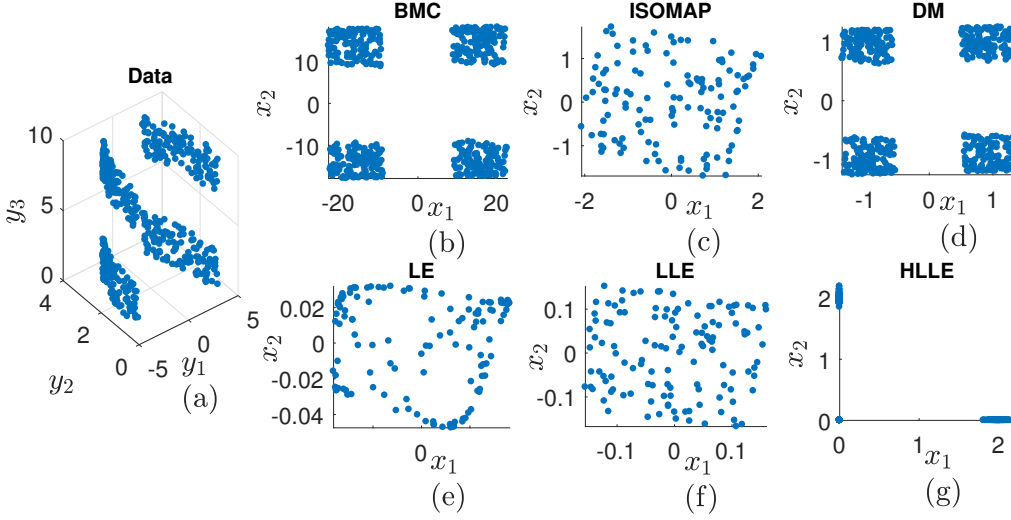 BMC
ISOMAP
DM
Data
10
5
0
y3
4
2
0
y2
-5
0
5
y1
(a)
10
0
-10
x2
-20
0
20
x1
(b)
1
0
-1
x2
-2
0
2
x1
(c)
1
0
-1
x2
-1
0
1
x1
(d)
LE
LLE
HLLE
0.02
0
-0.02
-0.04
x2
0
x1
(e)
0.1
0
-0.1
x2
-0.1
0
0.1
x1
(f)
2
1
0
x2
0
1
2
x1
(g)